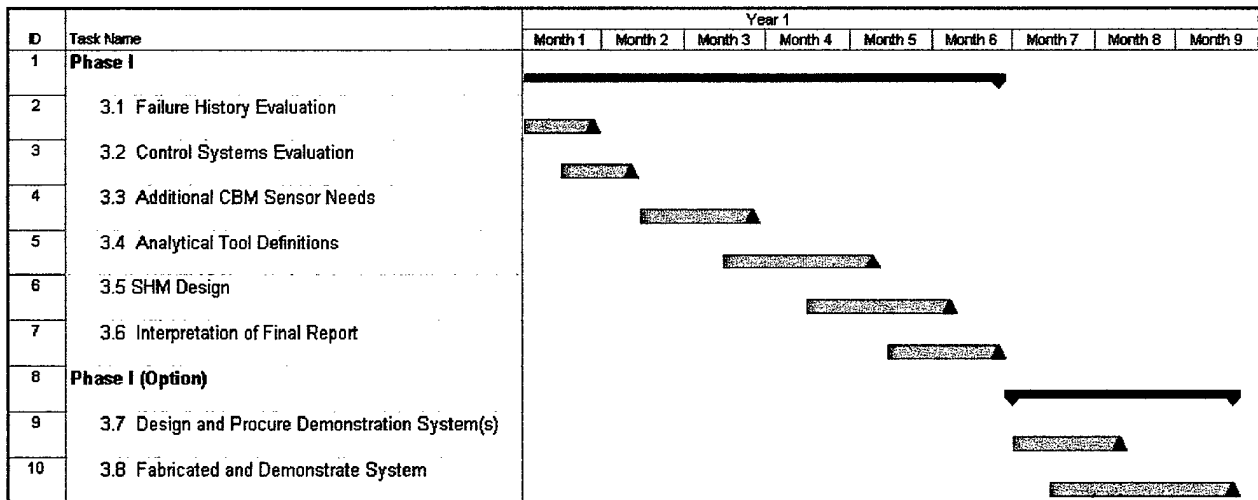 Year 1
ID Task Name Month 1 Month 2 Month 3 Month 4 Month 5 Month 6 Month 7 Month 8 Month 9
1 Phase I
2 3.1 Failure History Evaluation
3 3.2 Control Systems Evaluation
4 3.3 Additional CBM Sensor Needs
5 3.4 Analytical Tool Definitions
6 3.5 SHM Design
7 3.6 Interpretation of Final Report
8 Phase I (Option)
9 3.7 Design and Procure Demonstration System(s)
10 3.8 Fabricated and Demonstrate System